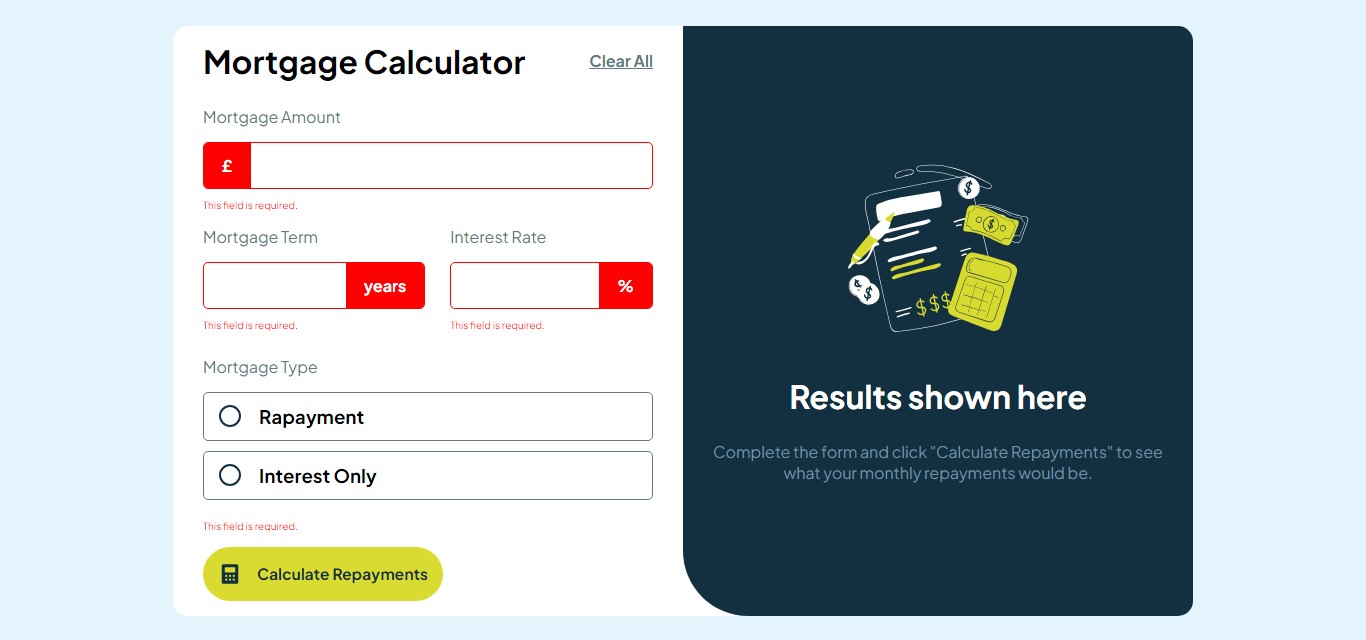 Mortgage Calculator
Clear All
Mortgage Amount
£
This field is required.
Mortgage Term
Interest Rate
years
%
This field is required.
This field is required.
Mortgage Type
Rapayment
Interest Only
This field is required.
Calculate Repayments
$
$
$
$
$$$
Results shown here
Complete the form and click "Calculate Repayments" to see
what your monthly repayments would be.